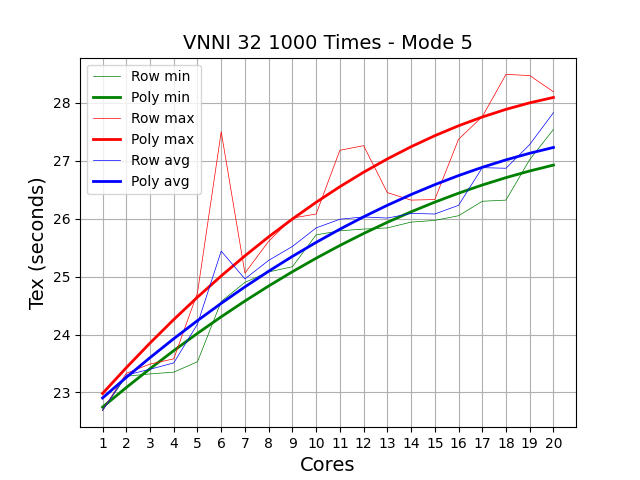 VNNI 32 1000 Times - Mode 5
Row min
Poly min
Row max
Poly max
Row avg
Poly avg
28
27
26
25
24
23
Tex (seconds)
1 2 3 4 5 6 7 8 9 10 11 12 13 14 15 16 17 18 19 20
Cores